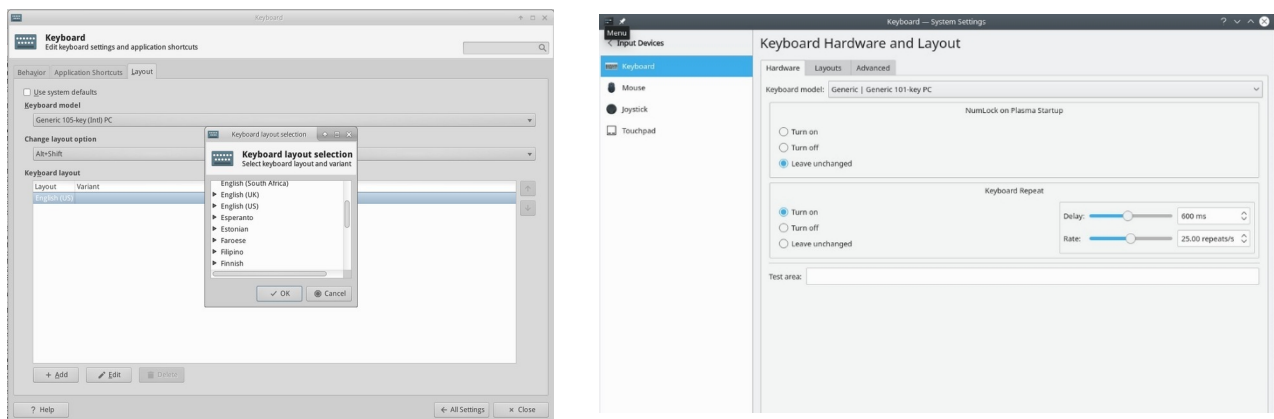 Keyboard
Keyboard
Edit keyboard settings and application shortcuts
Behavior Application Shortcuts Layout
Use system defaults
Keyboard model
Generic 105-key (Intl) PC
Change layout option
Alt+Shift
Keyboard layout
Layout Variant
English (US)
+ Add Edit Delete
? Help All Settings × Close
Keyboard layout selection
Keyboard layout selection
Select keyboard layout and variant
English (South Africa)
English (UK)
English (US)
Esperanto
Estonian
Faroese
Filipino
Finnish
OK Cancel
Keyboard — System Settings
Menu
< Input Devices
Keyboard
Mouse
Joystick
Touchpad
Keyboard Hardware and Layout
Hardware Layouts Advanced
Keyboard model: Generic | Generic 101-key PC
NumLock on Plasma Startup
Turn on
Turn off
Leave unchanged
Keyboard Repeat
Turn on
Turn off
Leave unchanged
Delay: 600 ms
Rate: 25.00 repeats/s
Test area: